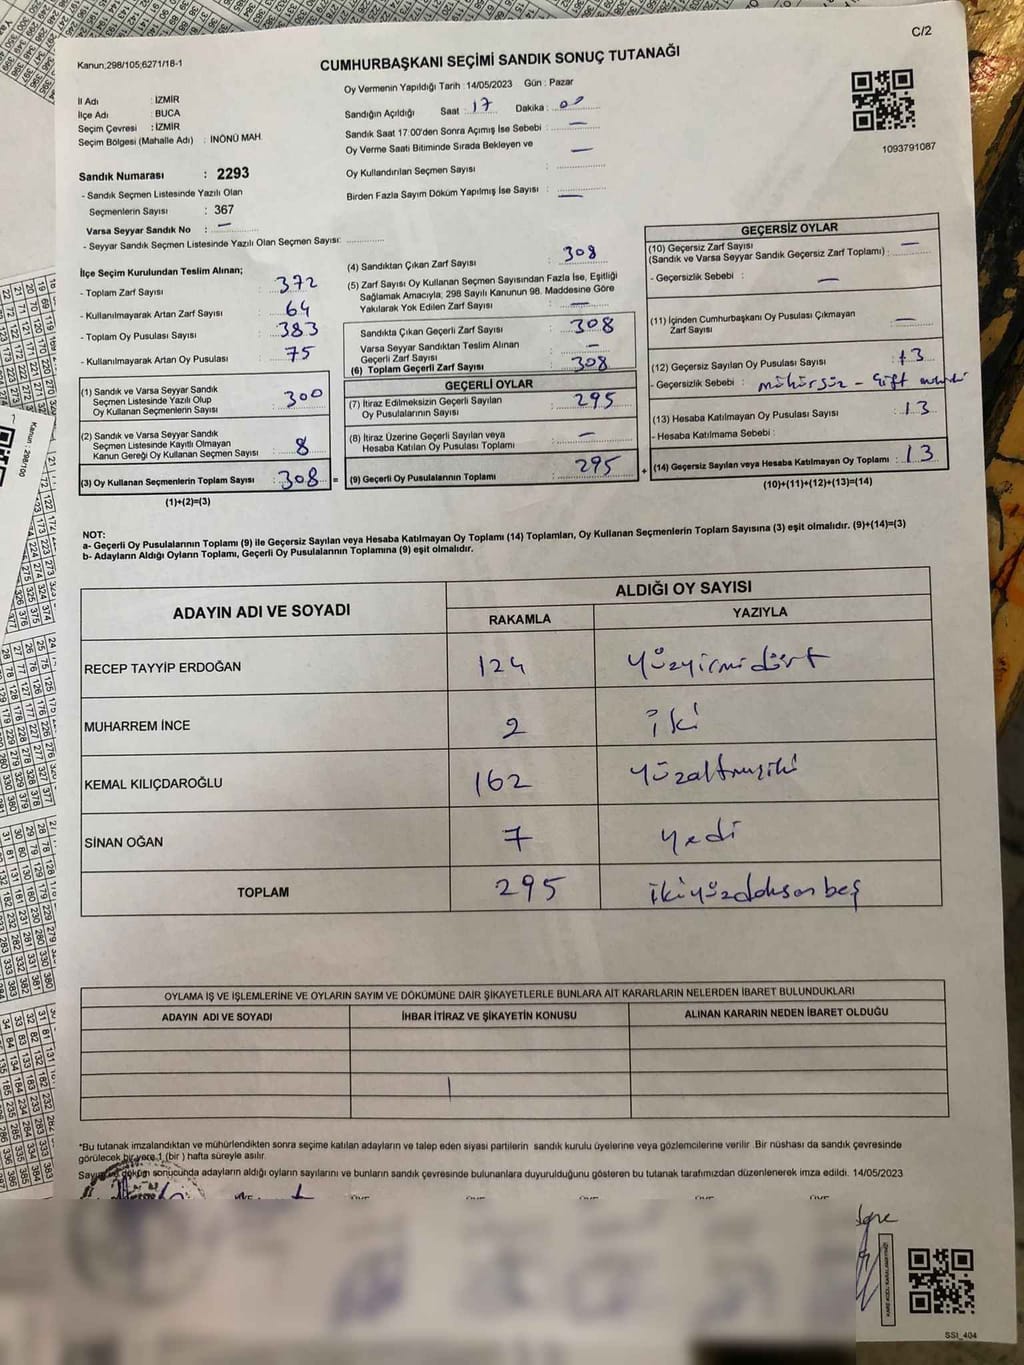 C/2
Kanun;298/105;6271/18-1
CUMHURBAŞKANI SEÇİMİ SANDIK SONUÇ TUTANAĞI
Oy Vermenin Yapıldığı Tarih :14/05/2023 Gün : Pazar
İl Adı : İZMİR
İlçe Adı : BUCA
Seçim Çevresi : İZMİR
Seçim Bölgesi (Mahalle Adı) : İNÖNÜ MAH.
Sandık Numarası : 2293
- Sandık Seçmen Listesinde Yazılı Olan
Seçmenlerin Sayısı : 367
Varsa Seyyar Sandık No : —
- Seyyar Sandık Seçmen Listesinde Yazılı Olan Seçmen Sayısı:
Sandığın Açıldığı Saat : 17 Dakika : 00
Sandık Saat 17:00'den Sonra Açımış İse Sebebi : —
Oy Verme Saati Bitiminde Sırada Bekleyen ve —
Oy Kullandırılan Seçmen Sayısı :
Birden Fazla Sayım Döküm Yapılmış İse Sayısı : —
1093791087
İlçe Seçim Kurulundan Teslim Alınan;
- Toplam Zarf Sayısı : 372
- Kullanılmayarak Artan Zarf Sayısı : 64
- Toplam Oy Pusulası Sayısı : 383
- Kullanılmayarak Artan Oy Pusulası : 75
(1) Sandık ve Varsa Seyyar Sandık
Seçmen Listesinde Yazılı Olup
Oy Kullanan Seçmenlerin Sayısı : 300
(2) Sandık ve Varsa Seyyar Sandık
Seçmen Listesinde Kayıtlı Olmayan
Kanun Gereği Oy Kullanan Seçmen Sayısı : 8
(3) Oy Kullanan Seçmenlerin Toplam Sayısı : 308
(1)+(2)=(3)
=
(4) Sandıktan Çıkan Zarf Sayısı : 308
(5) Zarf Sayısı Oy Kullanan Seçmen Sayısından Fazla İse, Eşitliği
Sağlamak Amacıyla; 298 Sayılı Kanunun 98. Maddesine Göre
Yakılarak Yok Edilen Zarf Sayısı : —
Sandıkta Çıkan Geçerli Zarf Sayısı : 308
Varsa Seyyar Sandıktan Teslim Alınan
Geçerli Zarf Sayısı : —
(6) Toplam Geçerli Zarf Sayısı : 308
GEÇERLİ OYLAR
(7) İtiraz Edilmeksizin Geçerli Sayılan
Oy Pusulalarının Sayısı : 295
(8) İtiraz Üzerine Geçerli Sayılan veya
Hesaba Katılan Oy Pusulası Toplamı : —
(9) Geçerli Oy Pusulalarının Toplamı : 295
+
GEÇERSİZ OYLAR
(10) Geçersiz Zarf Sayısı —
(Sandık ve Varsa Seyyar Sandık Geçersiz Zarf Toplamı) :
- Geçersizlik Sebebi : —
(11) İçinden Cumhurbaşkanı Oy Pusulası Çıkmayan
Zarf Sayısı : —
(12) Geçersiz Sayılan Oy Pusulası Sayısı : 13
- Geçersizlik Sebebi : mühürsüz - Çift
(13) Hesaba Katılmayan Oy Pusulası Sayısı : 13
- Hesaba Katılmama Sebebi :
(14) Geçersiz Sayılan veya Hesaba Katılmayan Oy Toplamı : 13
(10)+(11)+(12)+(13)=(14)
NOT:
a- Geçerli Oy Pusulalarının Toplamı (9) ile Geçersiz Sayılan veya Hesaba Katılmayan Oy Toplamı (14) Toplamları, Oy Kullanan Seçmenlerin Toplam Sayısına (3) eşit olmalıdır. (9)+(14)=(3)
b- Adayların Aldığı Oyların Toplamı, Geçerli Oy Pusulalarının Toplamına (9) eşit olmalıdır.
ADAYIN ADI VE SOYADI
ALDIĞI OY SAYISI
RAKAMLA YAZIYLA
RECEP TAYYİP ERDOĞAN 124 yüzyirmidört
MUHARREM İNCE 2 iki
KEMAL KILIÇDAROĞLU 162 yüzaltmışiki
SİNAN OĞAN 7 yedi
TOPLAM 295 ikiyüzdoksanbeş
OYLAMA İŞ VE İŞLEMLERİNE VE OYLARIN SAYIM VE DÖKÜMÜNE DAİR ŞİKAYETLERLE BUNLARA AİT KARARLARIN NELERDEN İBARET BULUNDUKLARI
ADAYIN ADI VE SOYADI İHBAR İTİRAZ VE ŞİKAYETİN KONUSU ALINAN KARARIN NEDEN İBARET OLDUĞU
*Bu tutanak imzalandıktan ve mühürlendikten sonra seçime katılan adayların ve talep eden siyasi partilerin sandık kurulu üyelerine veya gözlemcilerine verilir .Bir nüshası da sandık çevresinde
görülecek bir yere 1 (bir ) hafta süreyle asılır.
döküm sonucunda adayların aldığı oyların sayılarını ve bunların sandık çevresinde bulunanlara duyurulduğunu gösteren bu tutanak tarafımızdan düzenlenerek imza edildi. 14/05/2023
SSI_404